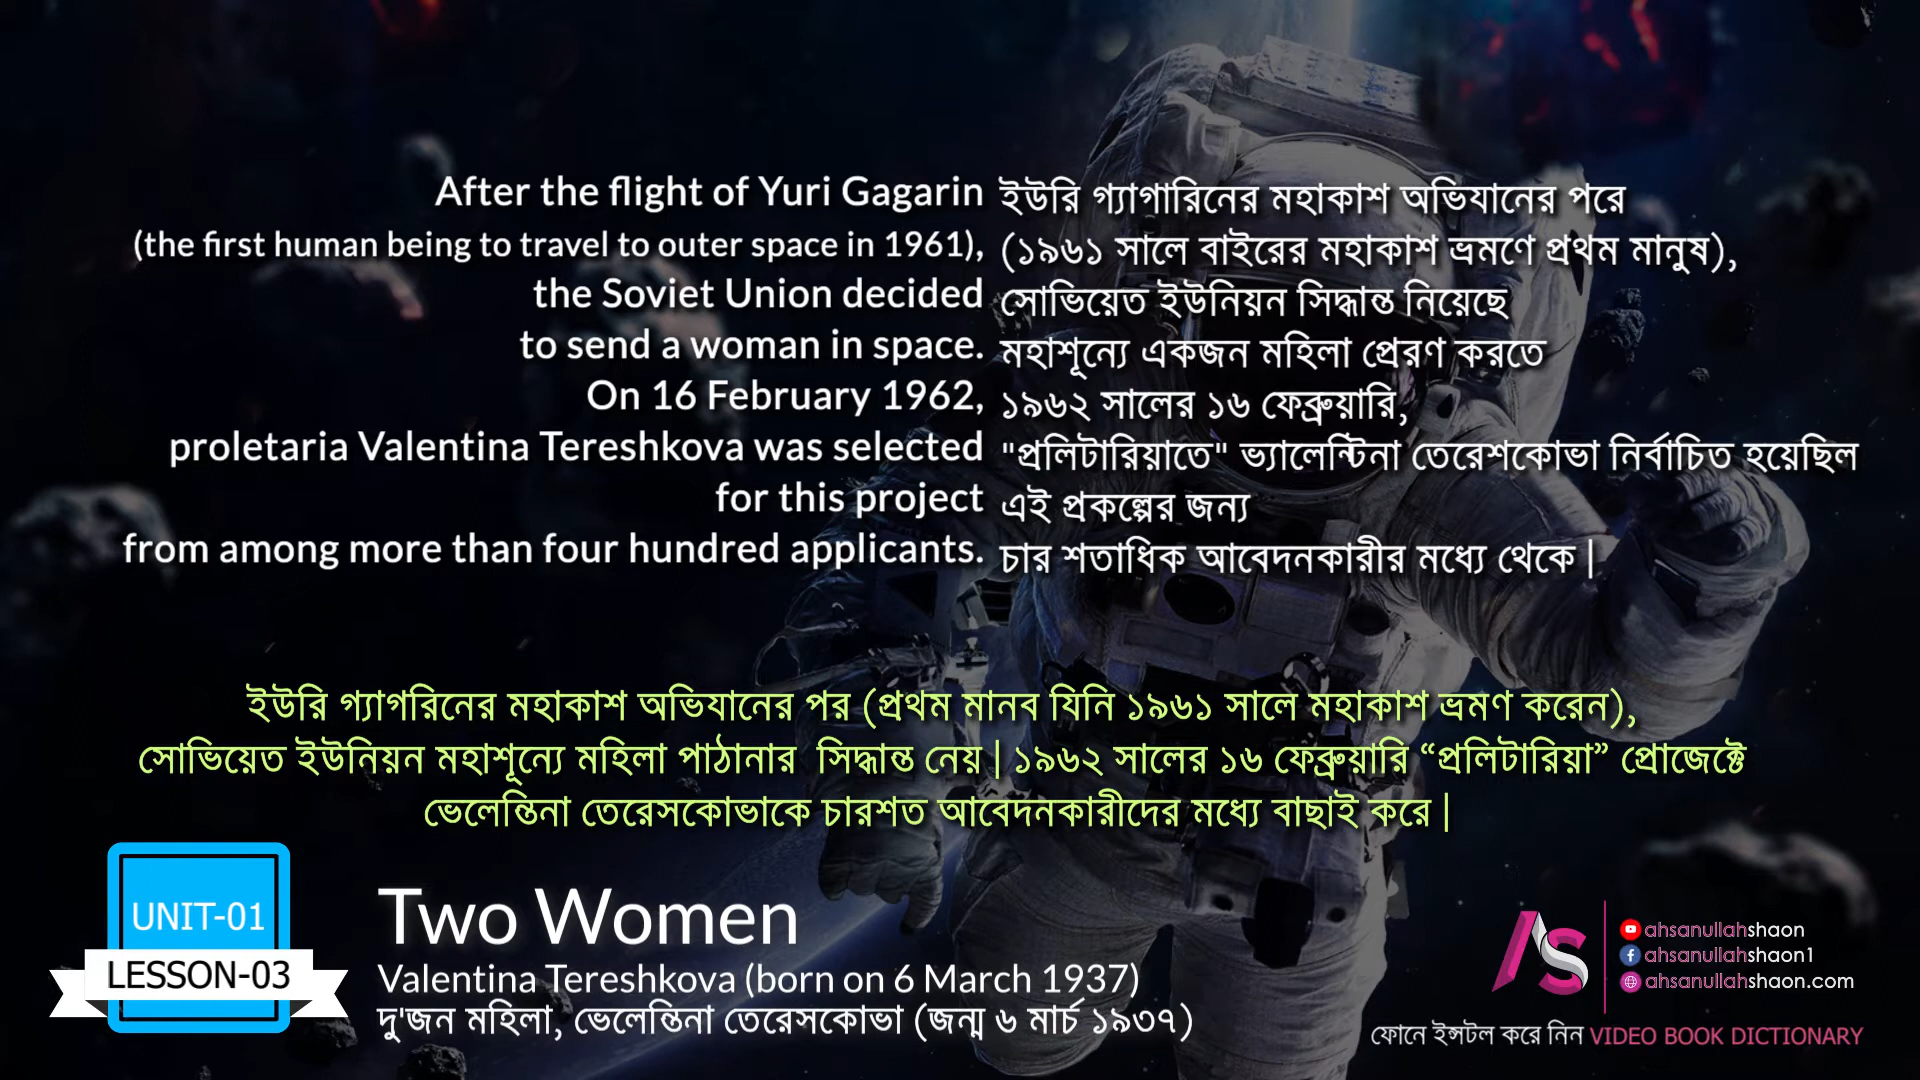 After the flight of Yuri Gagarin ইউরি গ্যাগারিনের মহাকাশ অভিযানের পরে
(the first human being to travel to outer space in 1961), (১৯৬১ সালে বাইরের মহাকাশ ভ্রমণে প্রথম মানুষ),
the Soviet Union decided সোভিয়েত ইউনিয়ন সিদ্ধান্ত নিয়েছে
to send a woman in space. মহাশূন্যে একজন মহিলা প্রেরণ করতে
On 16 February 1962, ১৯৬২ সালের ১৬ ফেব্রুয়ারি,
proletaria Valentina Tereshkova was selected "প্রলিটারিয়াতে" ভ্যালেন্টিনা তেরেশকোভা নির্বাচিত হয়েছিল
for this project এই প্রকল্পের জন্য
from among more than four hundred applicants. চার শতাধিক আবেদনকারীর মধ্যে থেকে |
ইউরি গ্যাগরিনের মহাকাশ অভিযানের পর (প্রথম মানব যিনি ১৯৬১ সালে মহাকাশ ভ্রমণ করেন),
সোভিয়েত ইউনিয়ন মহাশূন্যে মহিলা পাঠানার সিদ্ধান্ত নেয় | ১৯৬২ সালের ১৬ ফেব্রুয়ারি “প্রলিটারিয়া” প্রোজেক্টে
ভেলেন্তিনা তেরেসকোভাকে চারশত আবেদনকারীদের মধ্যে বাছাই করে |
UNIT-01
LESSON-03
Two Women
Valentina Tereshkova (born on 6 March 1937)
দু'জন মহিলা, ভেলেন্তিনা তেরেসকোভা (জন্ম ৬ মার্চ ১৯৩৭)
AS
ahsanullahshaon
ahsanullahshaon1
ahsanullahshaon.com
ফোনে ইন্সটল করে নিন VIDEO BOOK DICTIONARY